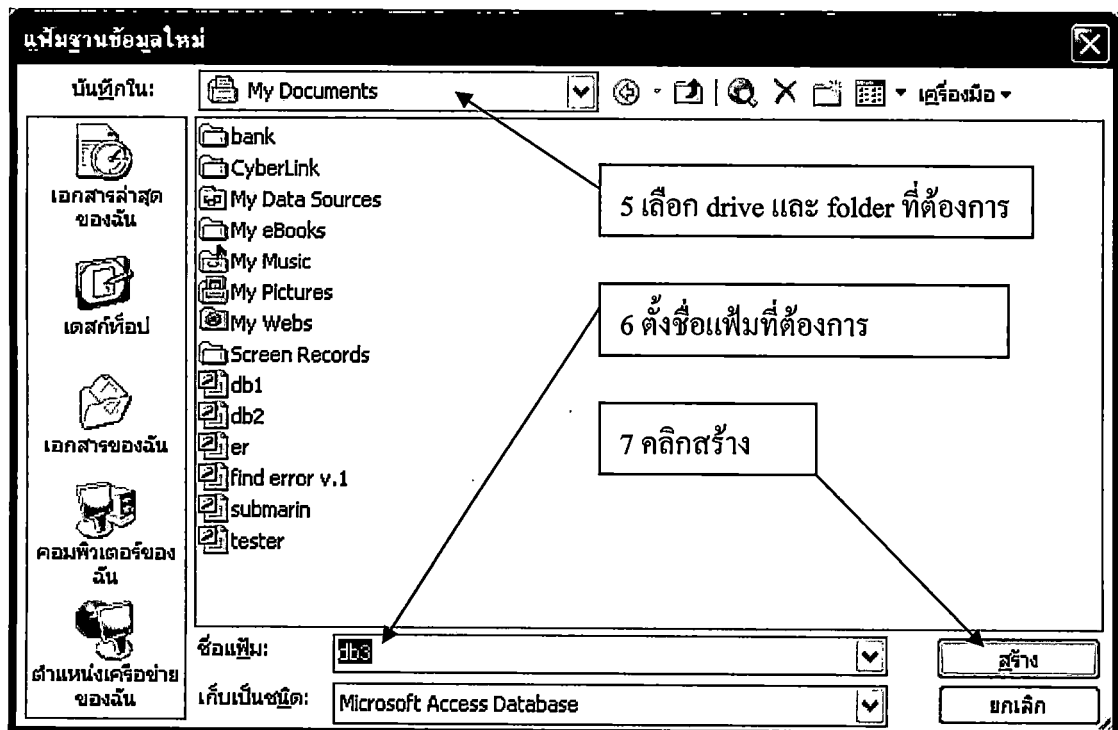 แฟ้มฐานข้อมูลใหม่
บันทึกใน:
My Documents
เครื่องมือ
เอกสารล่าสุด
ของฉัน
เดสก์ท็อป
เอกสารของฉัน
คอมพิวเตอร์ของ
ฉัน
ตำแหน่งเครือข่าย
ของฉัน
bank
CyberLink
My Data Sources
My eBooks
My Music
My Pictures
My Webs
Screen Records
db1
db2
er
find error v.1
submarin
tester
5 เลือก drive และ folder ที่ต้องการ
6 ตั้งชื่อแฟ้มที่ต้องการ
7 คลิกสร้าง
ชื่อแฟ้ม:
db3
สร้าง
เก็บเป็นชนิด:
Microsoft Access Database
ยกเลิก